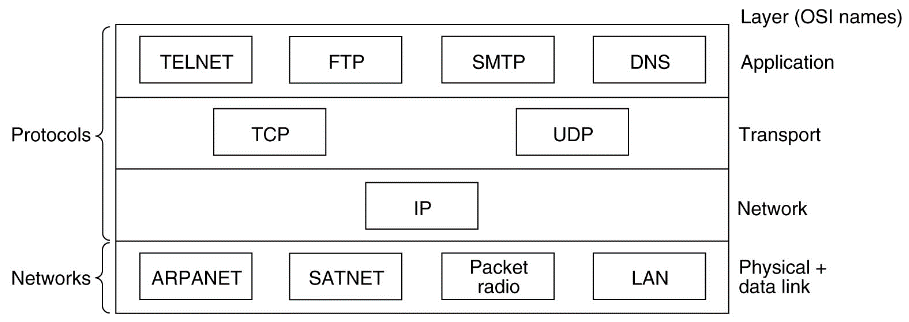 Layer (OSI names)
TELNET FTP SMTP DNS Application
Protocols TCP UDP Transport
IP Network
Networks ARPANET SATNET Packet radio LAN Physical + data link